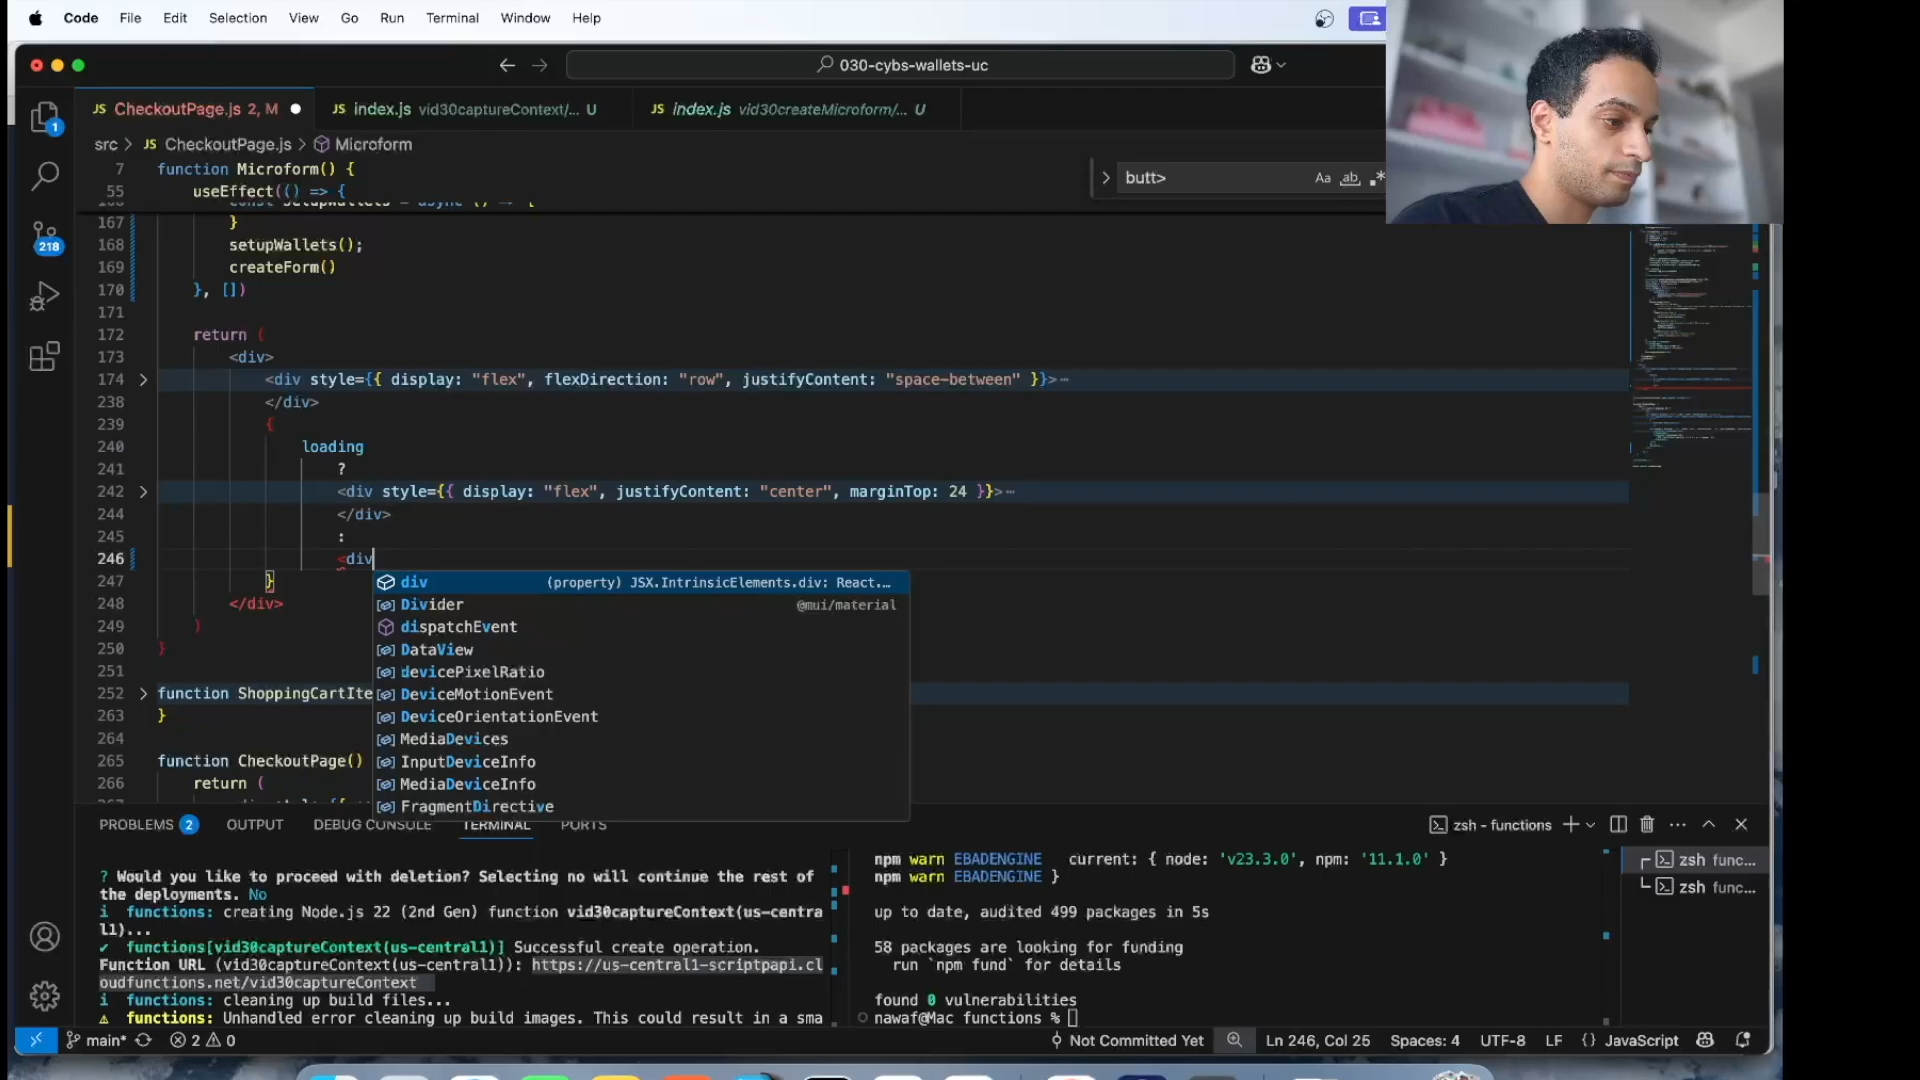 Code File Edit Selection View Go Run Terminal Window Help
030-cybs-wallets-uc
JS CheckoutPage.js 2, M
JS index.js vid30captureContext/... U
JS index.js vid30createMicroform/... U
src > JS CheckoutPage.js > Microform
butt>
Aa ab *
1
218
7 function Microform() {
55 useEffect(() => {
const setupWallets = async () => {
167 }
168 setupWallets();
169 createForm()
170 }, [])
171
172 return (
173 <div>
174 <div style={{ display: "flex", flexDirection: "row", justifyContent: "space-between" }}>⋯
238 </div>
239 {
240 loading
241 ?
242 <div style={{ display: "flex", justifyContent: "center", marginTop: 24 }}>⋯
244 </div>
245 :
246 <div
247 }
248 </div>
249 )
250 }
251
252 function ShoppingCartIte
263 }
264
265 function CheckoutPage()
266 return (
div (property) JSX.IntrinsicElements.div: React....
Divider @mui/material
dispatchEvent
DataView
devicePixelRatio
DeviceMotionEvent
DeviceOrientationEvent
MediaDevices
InputDeviceInfo
MediaDeviceInfo
FragmentDirective
PROBLEMS 2 OUTPUT DEBUG CONSOLE TERMINAL PORTS
zsh - functions
? Would you like to proceed with deletion? Selecting no will continue the rest of
the deployments. No
i functions: creating Node.js 22 (2nd Gen) function vid30captureContext(us-centra
l1)...
✔ functions[vid30captureContext(us-central1)] Successful create operation.
Function URL (vid30captureContext(us-central1)): https://us-central1-scriptpapi.cl
oudfunctions.net/vid30captureContext
i functions: cleaning up build files...
⚠ functions: Unhandled error cleaning up build images. This could result in a sma
npm warn EBADENGINE current: { node: 'v23.3.0', npm: '11.1.0' }
npm warn EBADENGINE }
up to date, audited 499 packages in 5s
58 packages are looking for funding
run `npm fund` for details
found 0 vulnerabilities
nawaf@Mac functions %
zsh func...
zsh func...
main* 2 0
Not Committed Yet Ln 246, Col 25 Spaces: 4 UTF-8 LF {} JavaScript